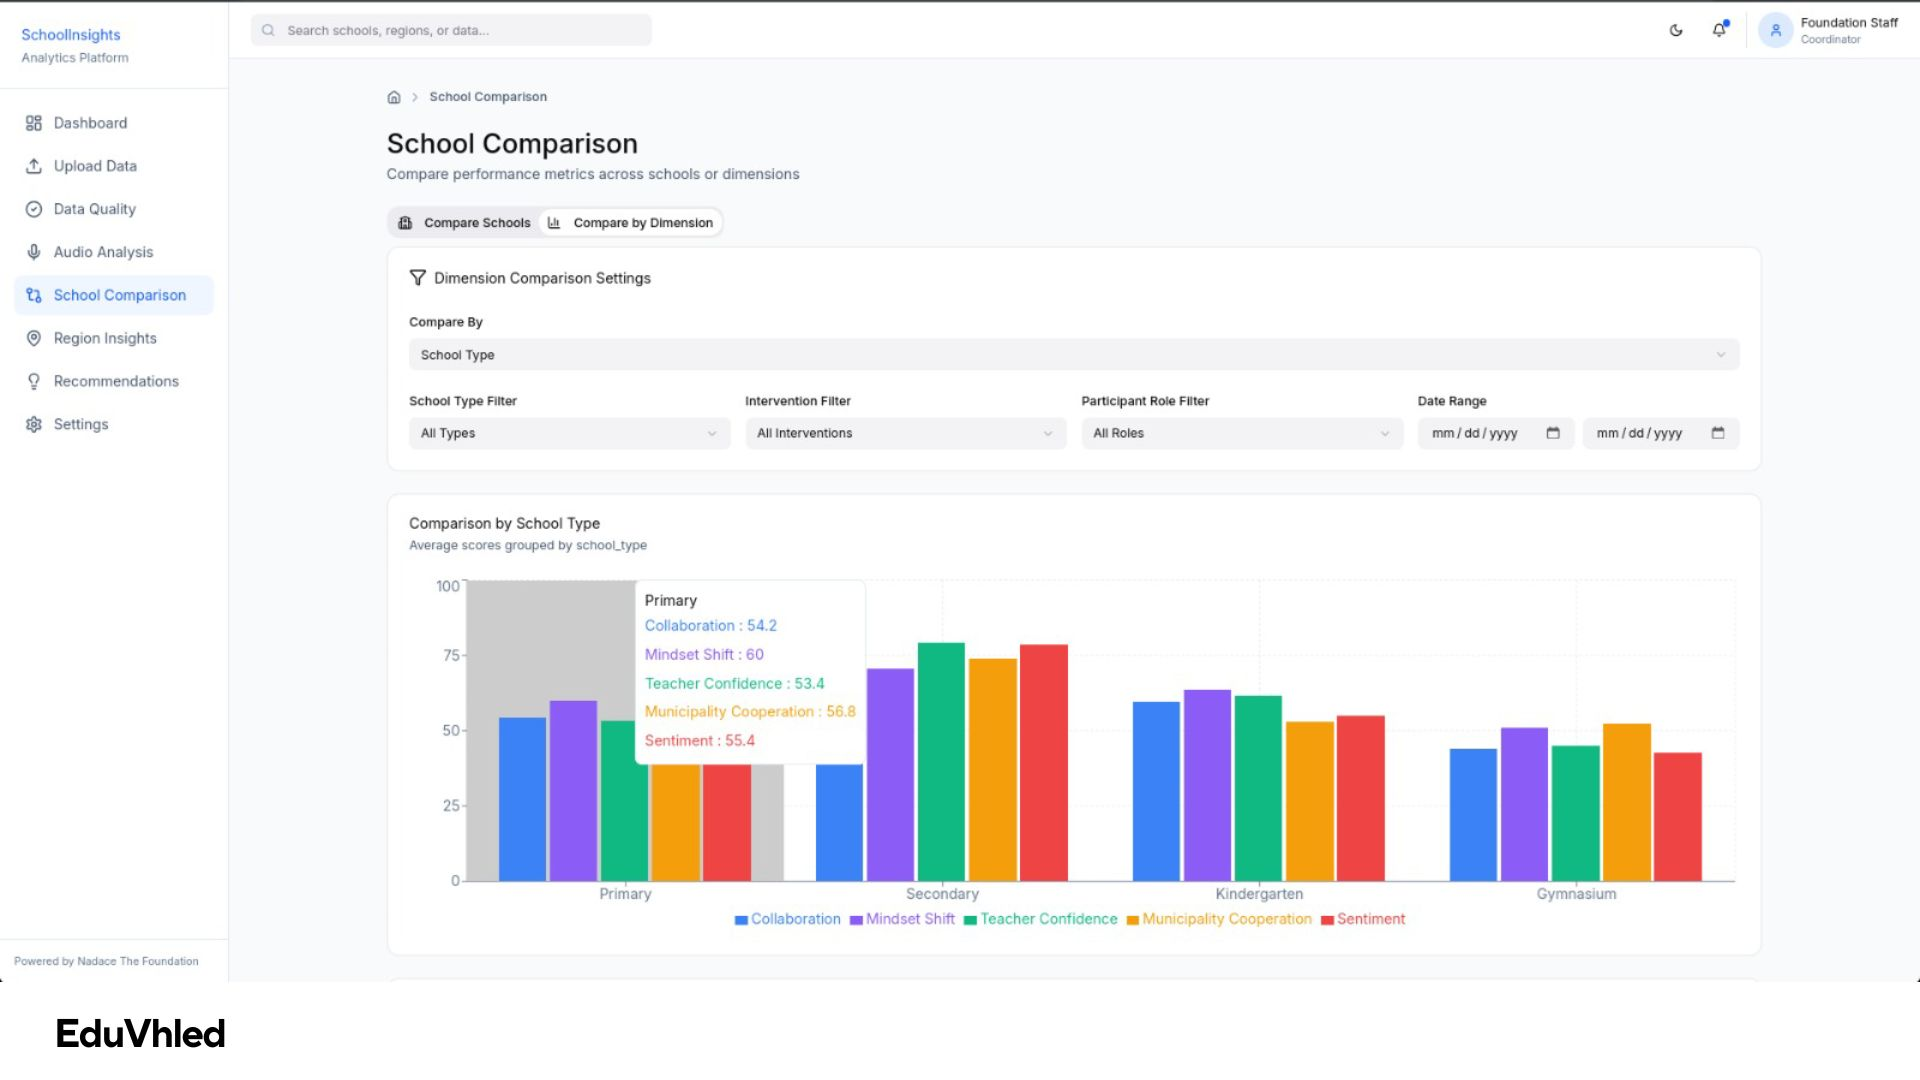 SchoolInsights
Analytics Platform
Search schools, regions, or data...
Foundation Staff
Coordinator
Dashboard
Upload Data
Data Quality
Audio Analysis
School Comparison
Region Insights
Recommendations
Settings
Powered by Nadace The Foundation
School Comparison
School Comparison
Compare performance metrics across schools or dimensions
Compare Schools
Compare by Dimension
Dimension Comparison Settings
Compare By
School Type
School Type Filter
Intervention Filter
Participant Role Filter
Date Range
All Types
All Interventions
All Roles
mm/dd/yyyy
mm/dd/yyyy
Comparison by School Type
Average scores grouped by school_type
100
75
50
25
0
Primary
Collaboration : 54.2
Mindset Shift : 60
Teacher Confidence : 53.4
Municipality Cooperation : 56.8
Sentiment : 55.4
Primary
Secondary
Kindergarten
Gymnasium
Collaboration
Mindset Shift
Teacher Confidence
Municipality Cooperation
Sentiment
EduVhled